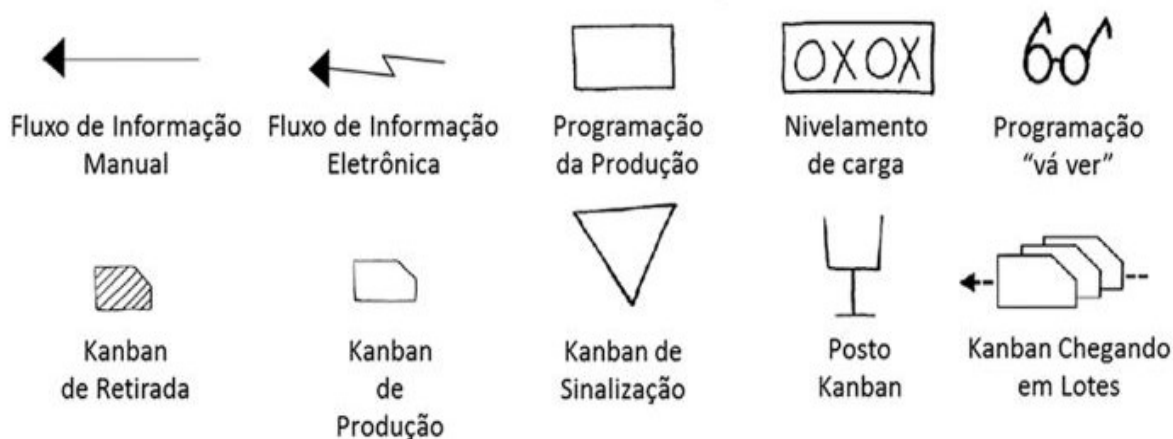 Fluxo de Informação
Manual
Fluxo de Informação
Eletrônica
Programação
da Produção
OXOX
Nivelamento
de carga
Programação
“vá ver”
Kanban
de Retirada
Kanban
de
Produção
Kanban de
Sinalização
Posto
Kanban
Kanban Chegando
em Lotes